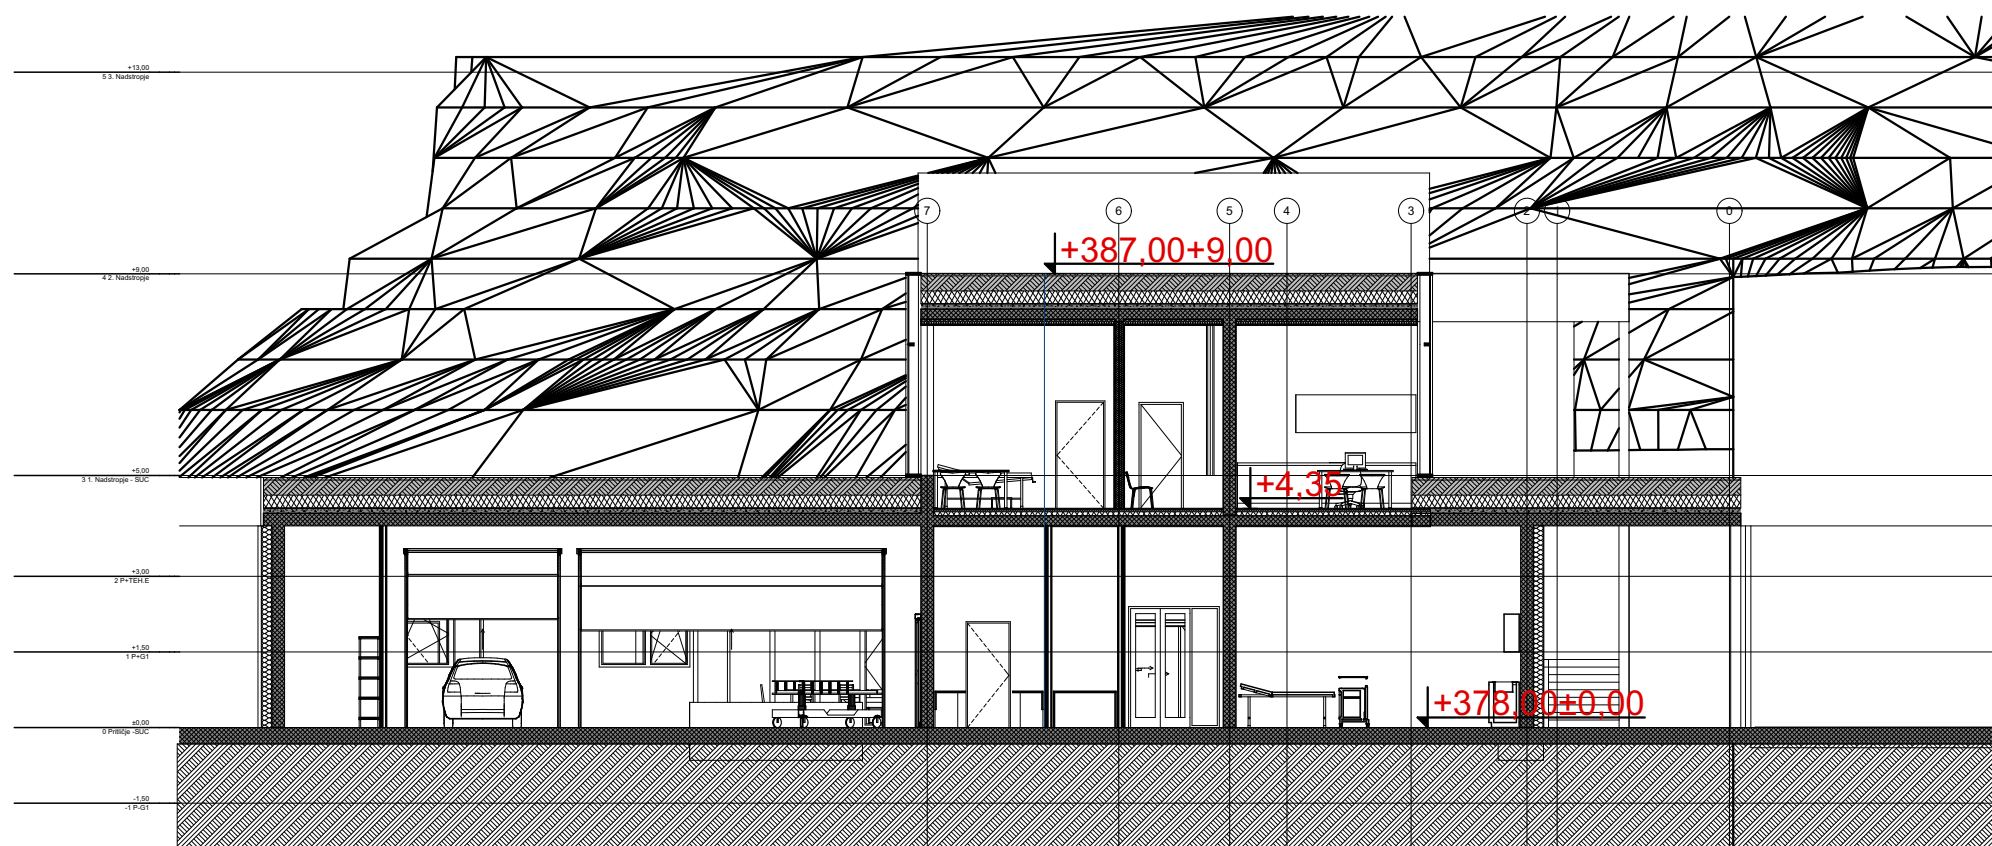 +13,00
5 3. Nadstropje
7
6
5
4
3
2
1
0
+387,00+9,00
+9,00
4 2. Nadstropje
+5,00
3 1. Nadstropje - SUC
+4,35
+3,00
2 P+TEH.E
+1,50
1 P+G1
+378,00±0,00
±0,00
0 Pritličje -SUC
-1,50
-1 P-G1